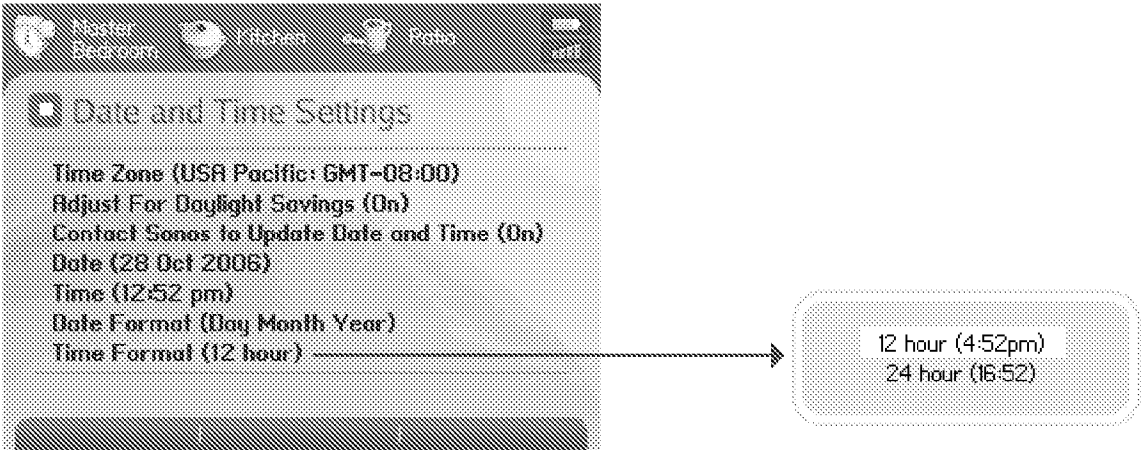 Master
Bedroom
Kitchen
Patio
Date and Time Settings
Time Zone (USA Pacific: GMT-08:00)
Adjust For Daylight Savings (On)
Contact Sonos to Update Date and Time (On)
Date (28 Oct 2006)
Time (12:52 pm)
Date Format (Day Month Year)
Time Format (12 hour)
12 hour (4:52pm)
24 hour (16:52)